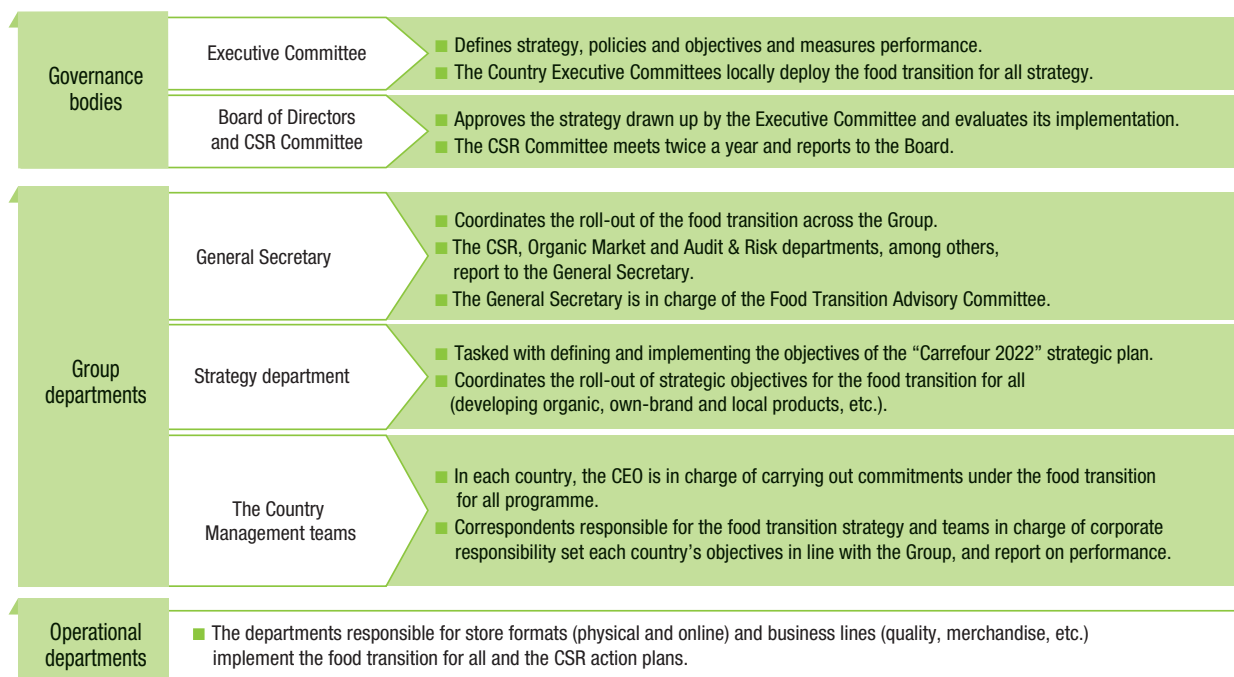 Governance
bodies
Executive Committee
■ Defines strategy, policies and objectives and measures performance.
■ The Country Executive Committees locally deploy the food transition for all strategy.
Board of Directors
and CSR Committee
■ Approves the strategy drawn up by the Executive Committee and evaluates its implementation.
■ The CSR Committee meets twice a year and reports to the Board.
Group
departments
General Secretary
■ Coordinates the roll-out of the food transition across the Group.
■ The CSR, Organic Market and Audit & Risk departments, among others,
report to the General Secretary.
■ The General Secretary is in charge of the Food Transition Advisory Committee.
Strategy department
■ Tasked with defining and implementing the objectives of the “Carrefour 2022” strategic plan.
■ Coordinates the roll-out of strategic objectives for the food transition for all
(developing organic, own-brand and local products, etc.).
The Country
Management teams
■ In each country, the CEO is in charge of carrying out commitments under the food transition
for all programme.
■ Correspondents responsible for the food transition strategy and teams in charge of corporate
responsibility set each country’s objectives in line with the Group, and report on performance.
Operational
departments
■ The departments responsible for store formats (physical and online) and business lines (quality, merchandise, etc.)
implement the food transition for all and the CSR action plans.